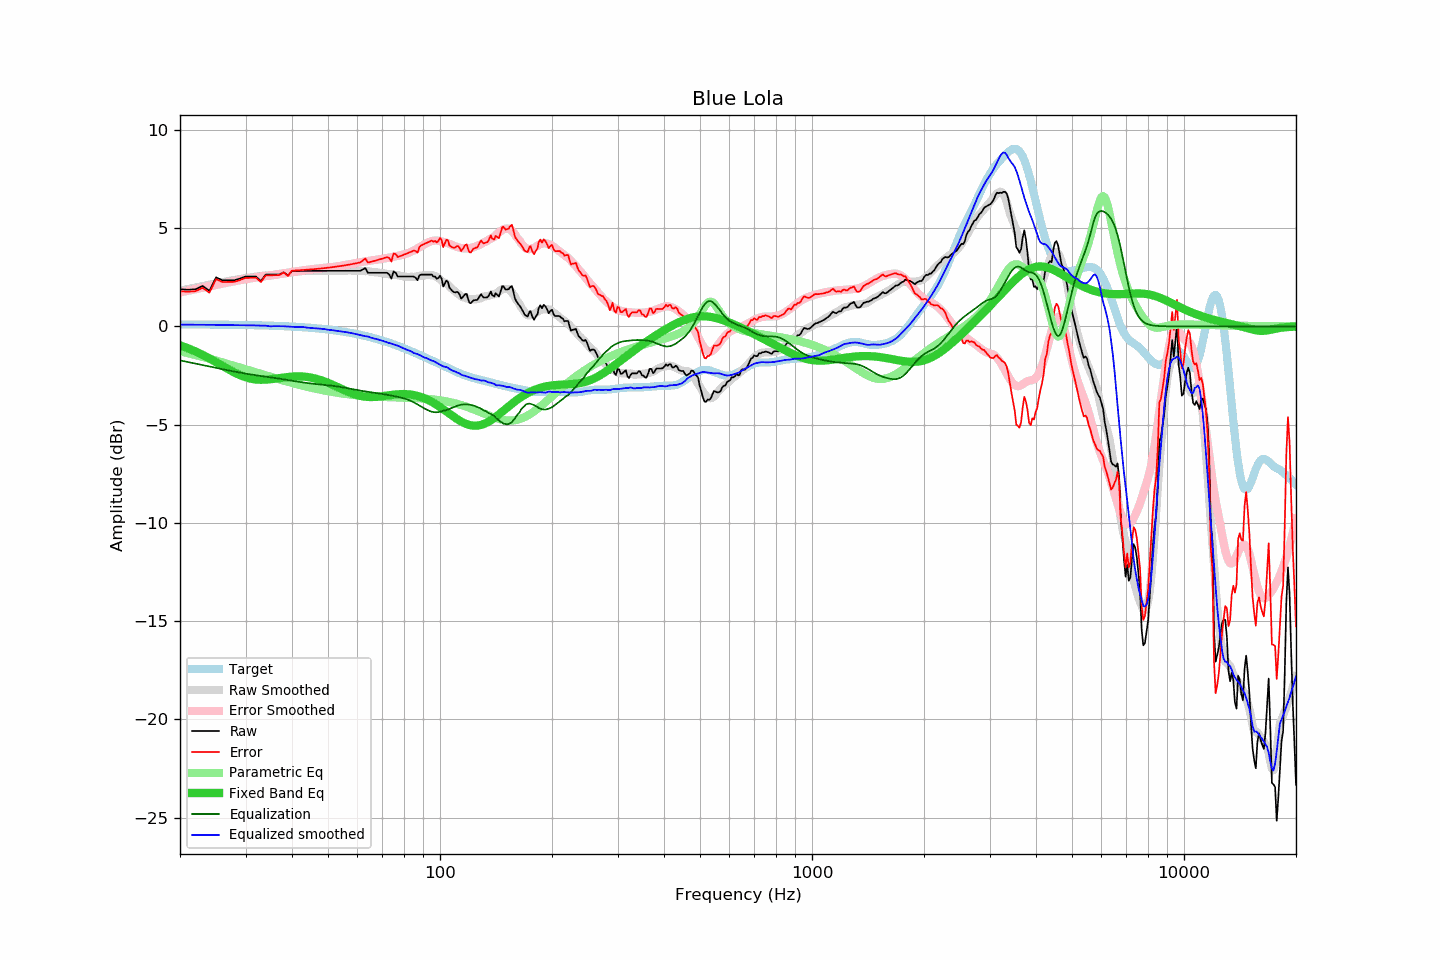 Blue Lola
10
5
0
−5
−10
−15
−20
−25
Amplitude (dBr)
Target
Raw Smoothed
Error Smoothed
Raw
Error
Parametric Eq
Fixed Band Eq
Equalization
Equalized smoothed
100
1000
10000
Frequency (Hz)